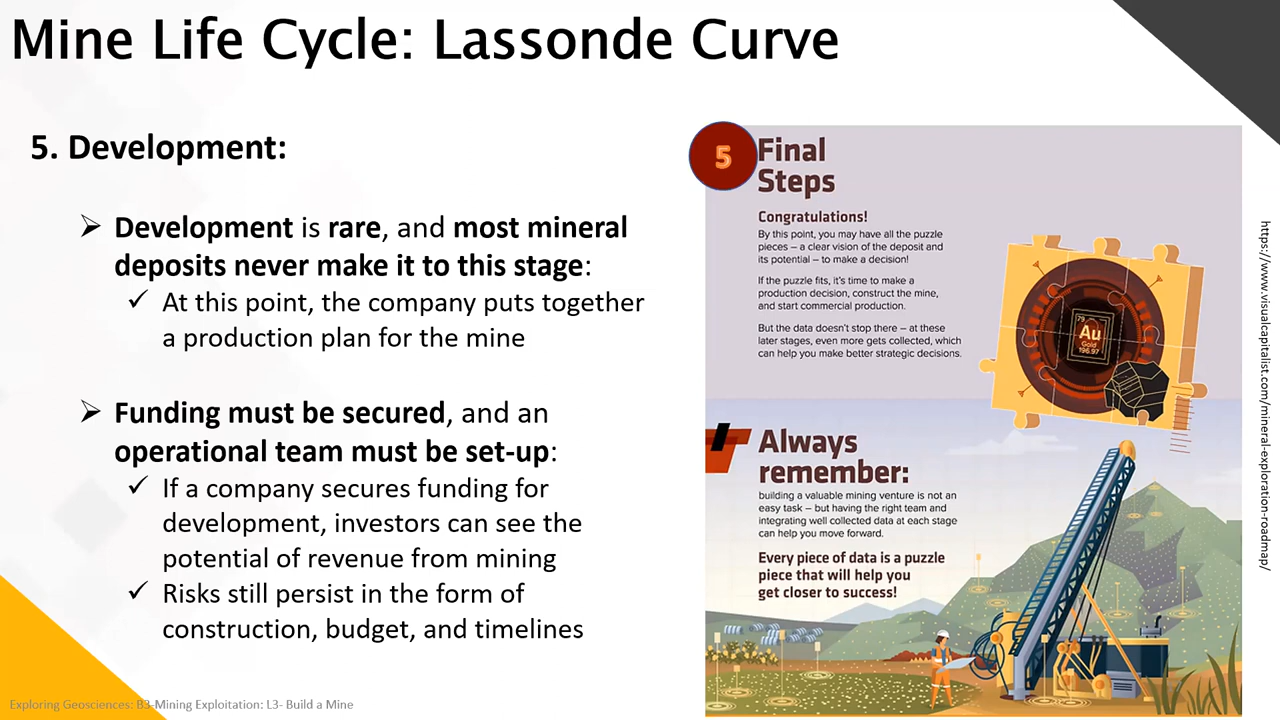 Mine Life Cycle: Lassonde Curve
5. Development:
➢ Development is rare, and most mineral
deposits never make it to this stage:
✓ At this point, the company puts together
a production plan for the mine
➢ Funding must be secured, and an
operational team must be set-up:
✓ If a company secures funding for
development, investors can see the
potential of revenue from mining
✓ Risks still persist in the form of
construction, budget, and timelines
5
Final
Steps
Congratulations!
By this point, you may have all the puzzle
pieces – a clear vision of the deposit and
its potential – to make a decision!
If the puzzle fits, it's time to make a
production decision, construct the mine,
and start commercial production.
But the data doesn't stop there – at these
later stages, even more gets collected, which
can help you make better strategic decisions.
79
Au
Gold
196.97
Always
remember:
building a valuable mining venture is not an
easy task – but having the right team and
integrating well collected data at each stage
can help you move forward.
Every piece of data is a puzzle
piece that will help you
get closer to success!
https://www.visualcapitalist.com/mineral-exploration-roadmap/
Exploring Geosciences: B3-Mining Exploitation: L3- Build a Mine